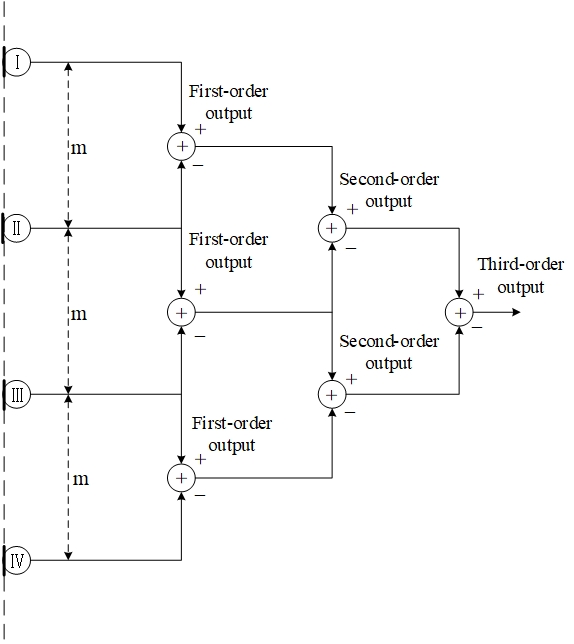 I
First-order
output
+
m
+
−
Second-order
output
+
II
+
−
First-order
output
Third-order
output
+
+
m
+
+
−
−
Second-order
output
+
III
+
−
First-order
output
+
m
+
−
IV